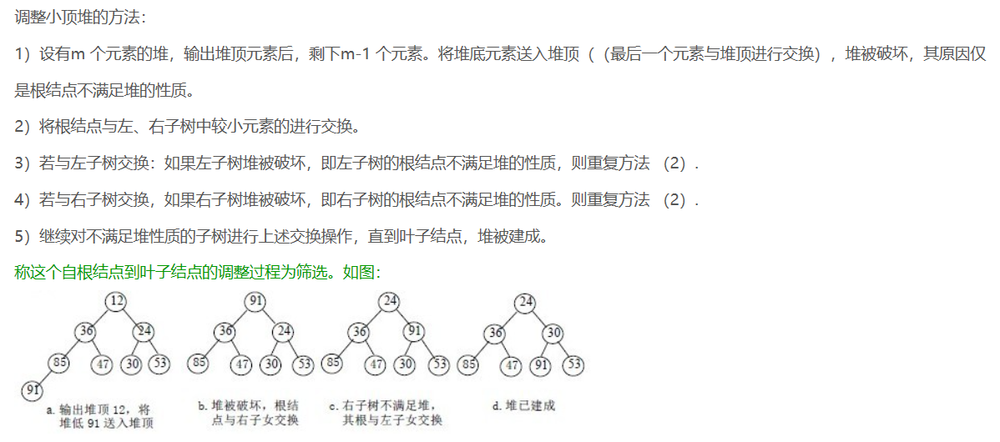 调整小顶堆的方法：
1）设有m 个元素的堆，输出堆顶元素后，剩下m-1 个元素。将堆底元素送入堆顶（（最后一个元素与堆顶进行交换），堆被破坏，其原因仅
是根结点不满足堆的性质。
2）将根结点与左、右子树中较小元素的进行交换。
3）若与左子树交换：如果左子树堆被破坏，即左子树的根结点不满足堆的性质，则重复方法 （2）.
4）若与右子树交换，如果右子树堆被破坏，即右子树的根结点不满足堆的性质。则重复方法 （2）.
5）继续对不满足堆性质的子树进行上述交换操作，直到叶子结点，堆被建成。
称这个自根结点到叶子结点的调整过程为筛选。如图：
12 91 24 24
36 24 36 24 36 91 36 30
85 47 30 53 85 47 30 53 85 47 30 53 85 47 91 53
91
a. 输出堆顶 12，将
堆低 91 送入堆顶
b. 堆被破坏，根结
点与右子女交换
c. 右子树不满足堆，
其根与左子女交换
d. 堆已建成